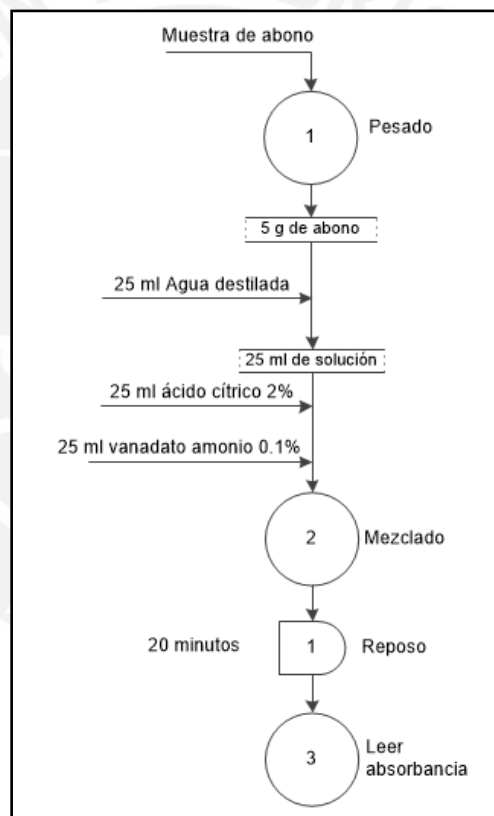 Muestra de abono
1
Pesado
5 g de abono
25 ml Agua destilada
25 ml de solución
25 ml ácido cítrico 2%
25 ml vanadato amonio 0.1%
2
Mezclado
20 minutos
1
Reposo
3
Leer
absorbancia